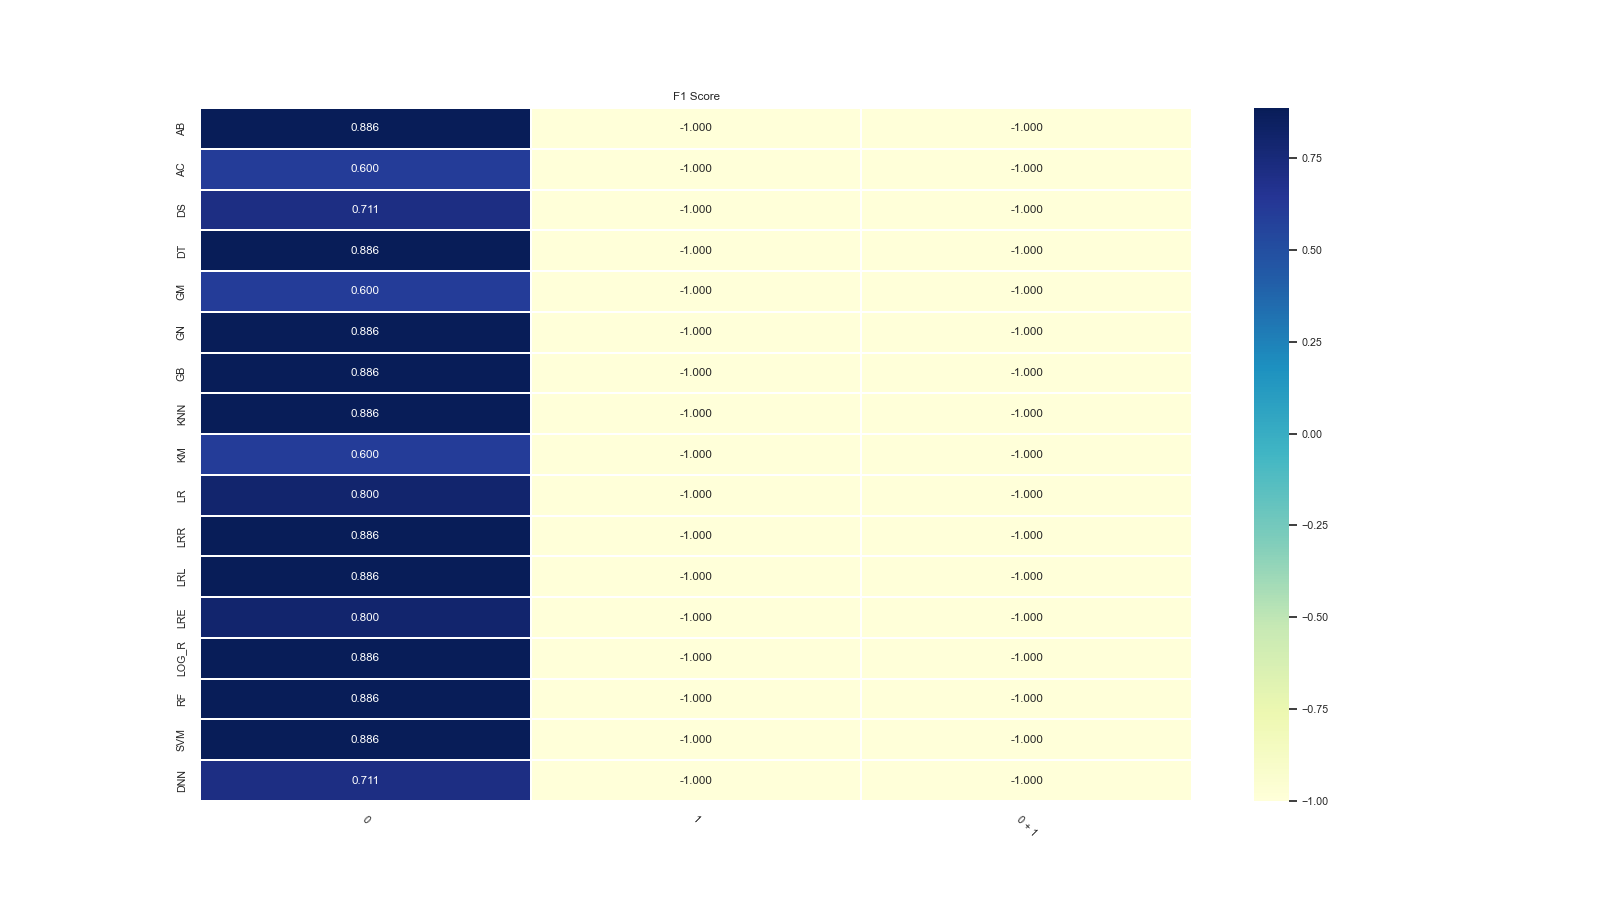 F1 Score
AB 0.886 -1.000 -1.000
AC 0.600 -1.000 -1.000
DS 0.711 -1.000 -1.000
DT 0.886 -1.000 -1.000
GM 0.600 -1.000 -1.000
GN 0.886 -1.000 -1.000
GB 0.886 -1.000 -1.000
KNN 0.886 -1.000 -1.000
KM 0.600 -1.000 -1.000
LR 0.800 -1.000 -1.000
LRR 0.886 -1.000 -1.000
LRL 0.886 -1.000 -1.000
LRE 0.800 -1.000 -1.000
LOG_R 0.886 -1.000 -1.000
RF 0.886 -1.000 -1.000
SVM 0.886 -1.000 -1.000
DNN 0.711 -1.000 -1.000
0 1 0 + 1
0.75
0.50
0.25
0.00
−0.25
−0.50
−0.75
−1.00